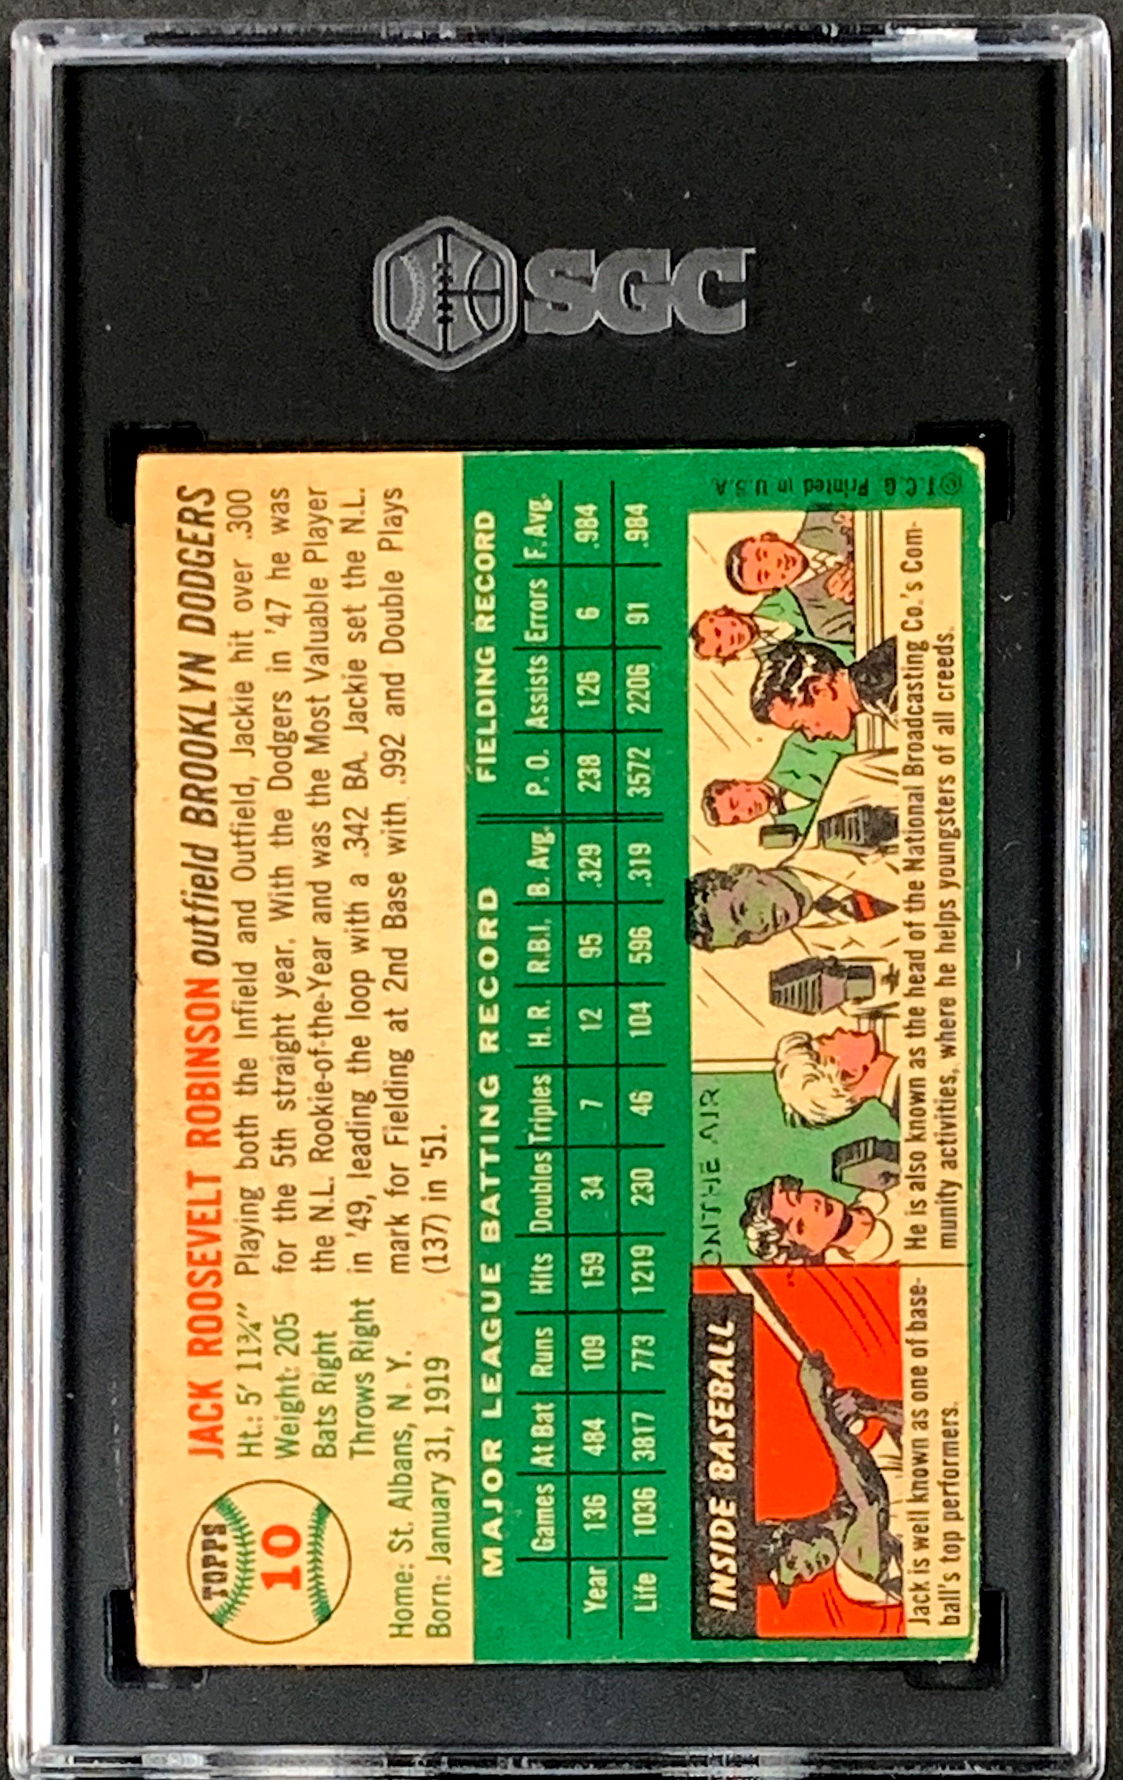 SGC
TOPPS
10
JACK ROOSEVELT ROBINSON outfield BROOKLYN DODGERS
Ht.: 5' 11¾"
Weight: 205
Bats Right
Throws Right
Home: St. Albans, N. Y.
Born: January 31, 1919
Playing both the Infield and Outfield, Jackie hit over .300
for the 5th straight year. With the Dodgers in '47 he was
the N.L. Rookie-of-the-Year and was the Most Valuable Player
in '49, leading the loop with a .342 BA. Jackie set the N.L.
mark for Fielding at 2nd Base with .992 and Double Plays
(137) in '51.
MAJOR LEAGUE BATTING RECORD FIELDING RECORD
Games At Bat Runs Hits Doubles Triples H. R. R.B.I. B. Avg. P. O. Assists Errors F. Avg.
Year 136 484 109 159 34 7 12 95 .329 238 126 6 .984
Life 1036 3817 773 1219 230 46 104 596 .319 3572 2206 91 .984
INSIDE BASEBALL
Jack is well known as one of base-
ball's top performers.
ON THE AIR
He is also known as the head of the National Broadcasting Co.'s Com-
munity activities, where he helps youngsters of all creeds.
© T. C. G. Printed in U.S.A.